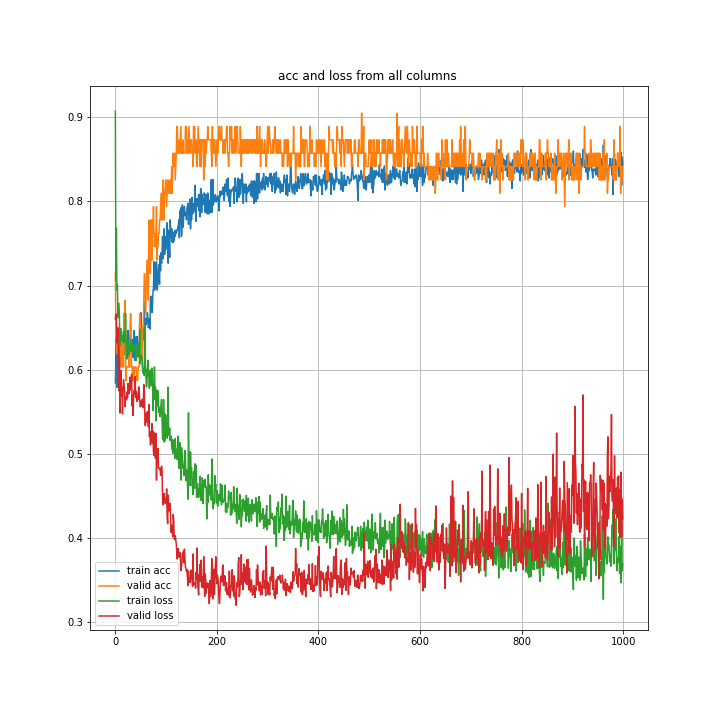 acc and loss from all columns
0.9
0.8
0.7
0.6
0.5
0.4
0.3
train acc
valid acc
train loss
valid loss
0 200 400 600 800 1000